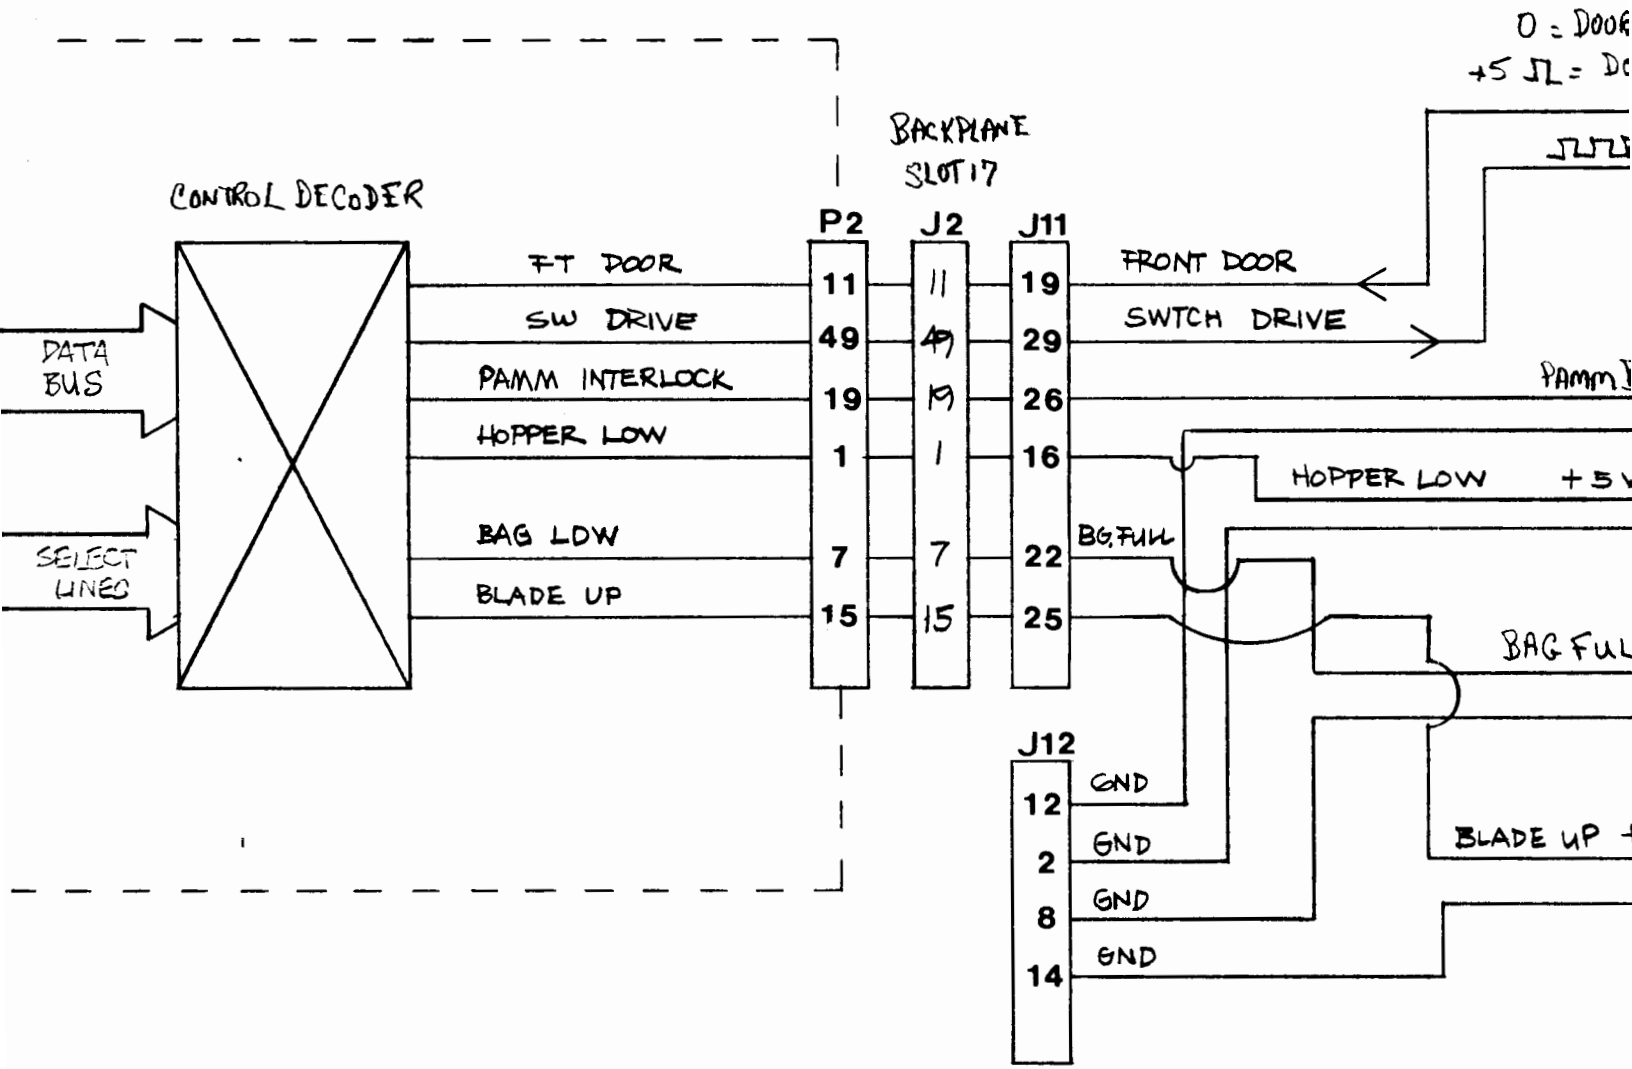 0 = DOOR
+5 =
BACKPLANE
SLOT 17
CONTROL DECODER
P2 J2 J11
FT DOOR 11 11 19 FRONT DOOR
SW DRIVE 49 49 29 SWTCH DRIVE
DATA
BUS
PAMM INTERLOCK 19 19 26 PAMM
HOPPER LOW 1 1 16 HOPPER LOW +5
BAG LOW 7 7 22 BG, FULL
SELECT
LINES
BLADE UP 15 15 25
BAG FUL
J12
12 GND
2 GND
BLADE UP +
8 GND
14 GND